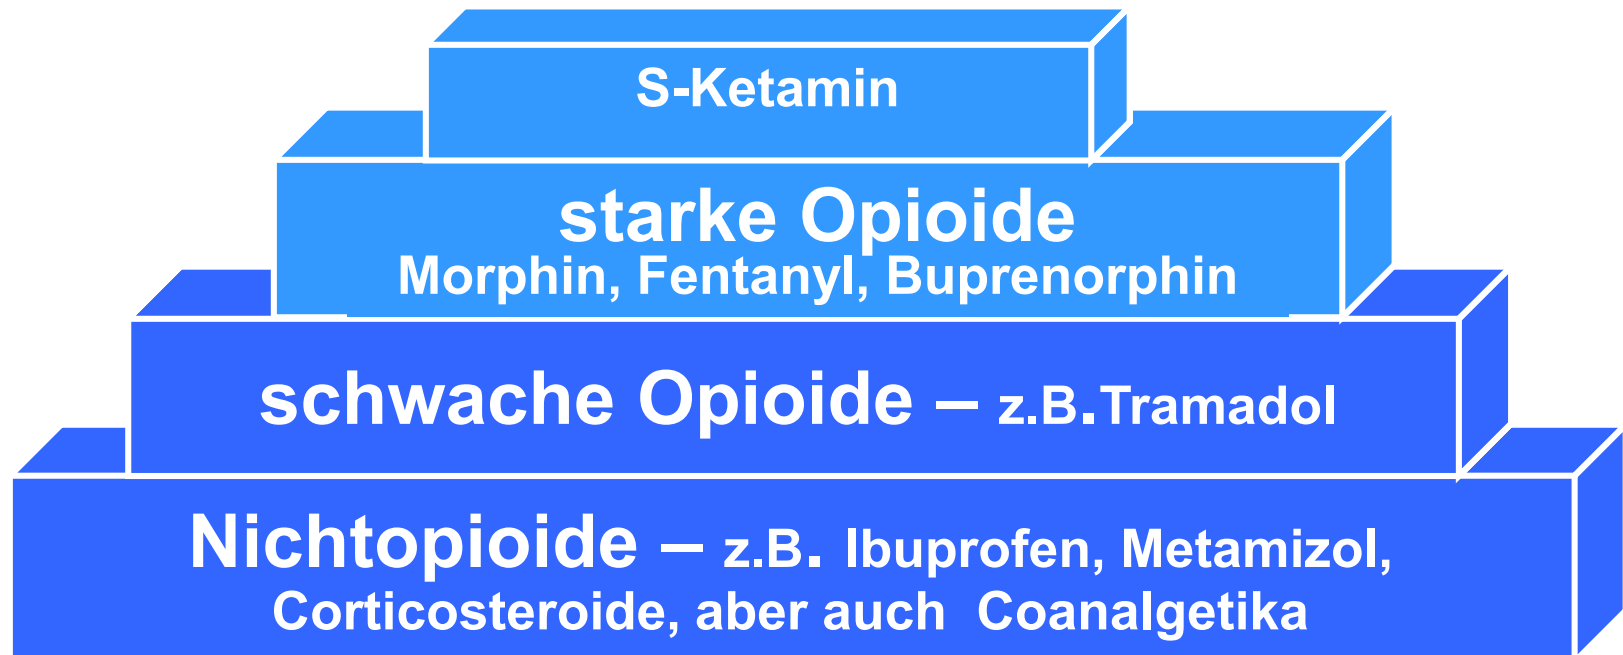 S-Ketamin
starke Opioide
Morphin, Fentanyl, Buprenorphin
schwache Opioide – z.B.Tramadol
Nichtopioide – z.B. Ibuprofen, Metamizol,
Corticosteroide, aber auch Coanalgetika